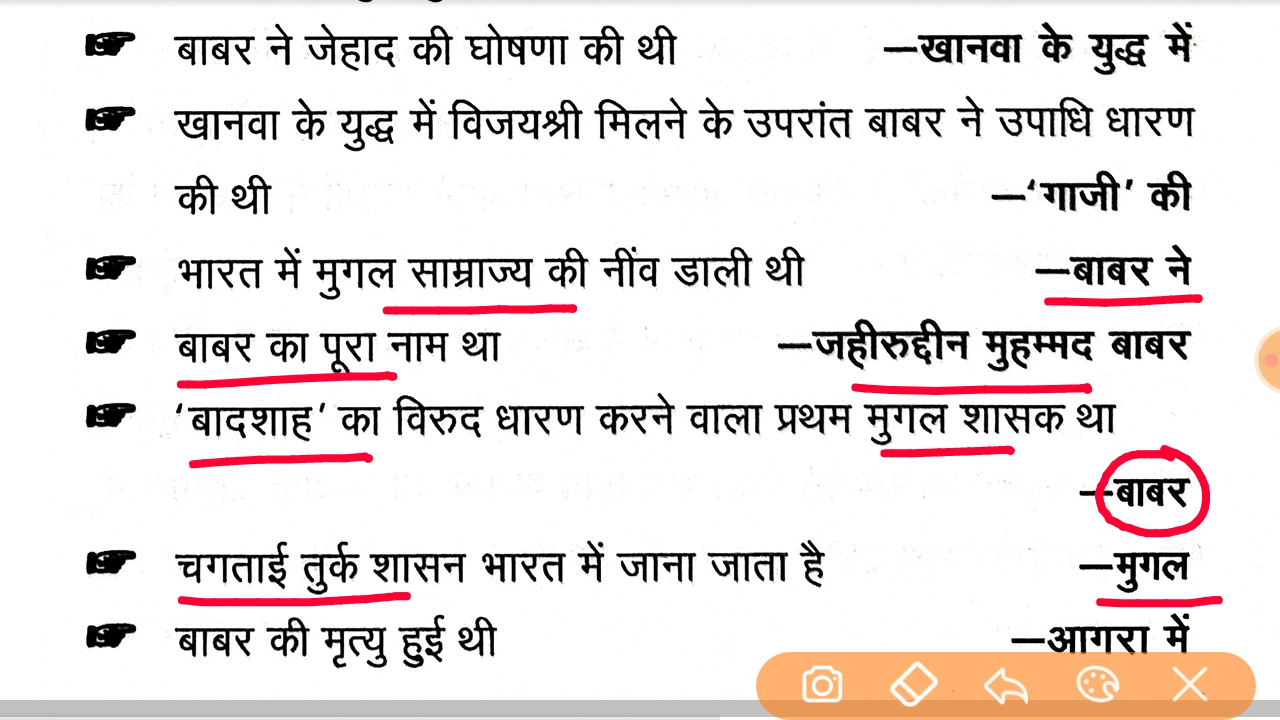 बाबर ने जेहाद की घोषणा की थी —खानवा के युद्ध में
खानवा के युद्ध में विजयश्री मिलने के उपरांत बाबर ने उपाधि धारण
की थी —‘गाजी’ की
भारत में मुगल साम्राज्य की नींव डाली थी —बाबर ने
बाबर का पूरा नाम था —जहीरुद्दीन मुहम्मद बाबर
‘बादशाह’ का विरुद धारण करने वाला प्रथम मुगल शासक था
—बाबर
चगताई तुर्क शासन भारत में जाना जाता है —मुगल
बाबर की मृत्यु हुई थी —आगरा में